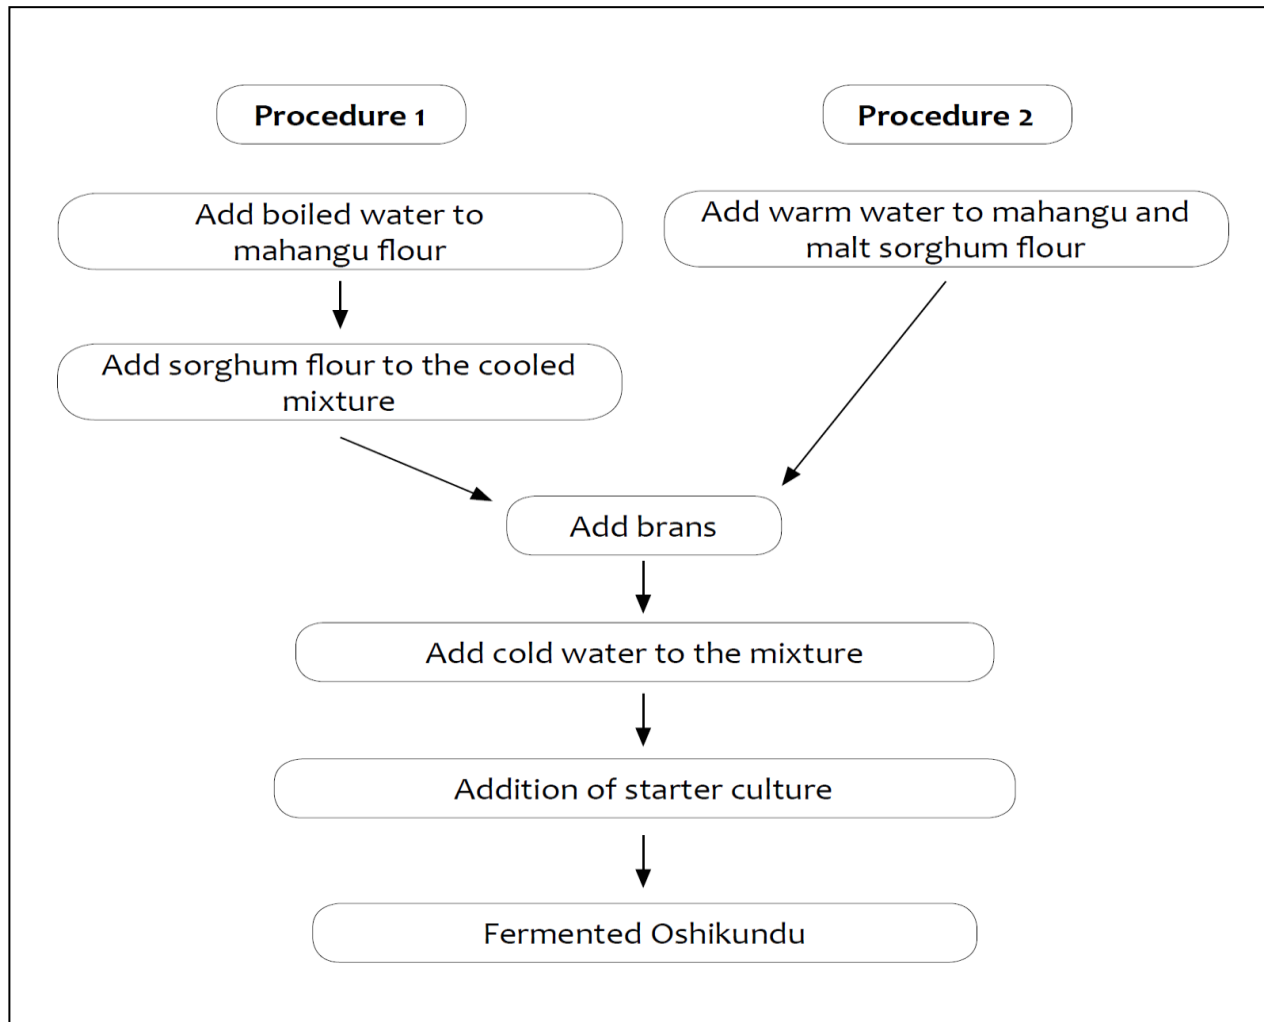 Procedure 1
Procedure 2
Add boiled water to
mahangu flour
Add warm water to mahangu and
malt sorghum flour
Add sorghum flour to the cooled
mixture
Add brans
Add cold water to the mixture
Addition of starter culture
Fermented Oshikundu